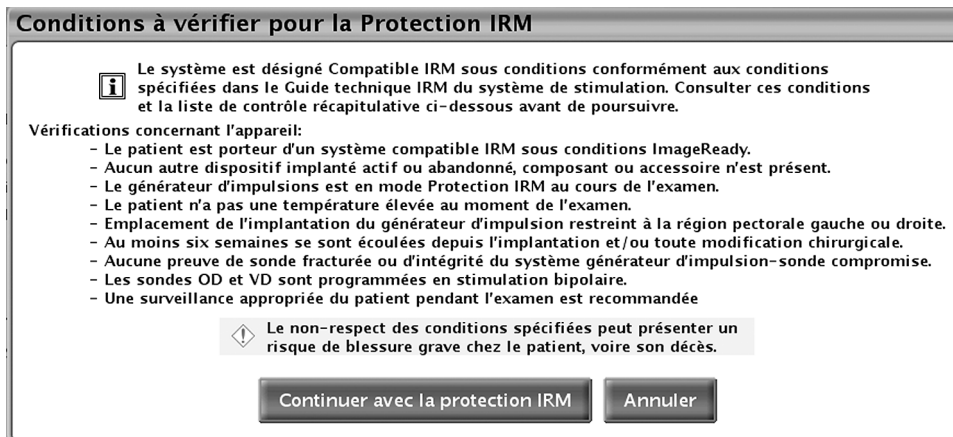 Conditions à vérifier pour la Protection IRM
Le système est désigné Compatible IRM sous conditions conformément aux conditions
spécifiées dans le Guide technique IRM du système de stimulation. Consulter ces conditions
et la liste de contrôle récapitulative ci-dessous avant de poursuivre.
Vérifications concernant l'appareil:
- Le patient est porteur d'un système compatible IRM sous conditions ImageReady.
- Aucun autre dispositif implanté actif ou abandonné, composant ou accessoire n'est présent.
- Le générateur d'impulsions est en mode Protection IRM au cours de l'examen.
- Le patient n'a pas une température élevée au moment de l'examen.
- Emplacement de l'implantation du générateur d'impulsion restreint à la région pectorale gauche ou droite.
- Au moins six semaines se sont écoulées depuis l'implantation et/ou toute modification chirurgicale.
- Aucune preuve de sonde fracturée ou d'intégrité du système générateur d'impulsion-sonde compromise.
- Les sondes OD et VD sont programmées en stimulation bipolaire.
- Une surveillance appropriée du patient pendant l'examen est recommandée
Le non-respect des conditions spécifiées peut présenter un
risque de blessure grave chez le patient, voire son décès.
Continuer avec la protection IRM Annuler